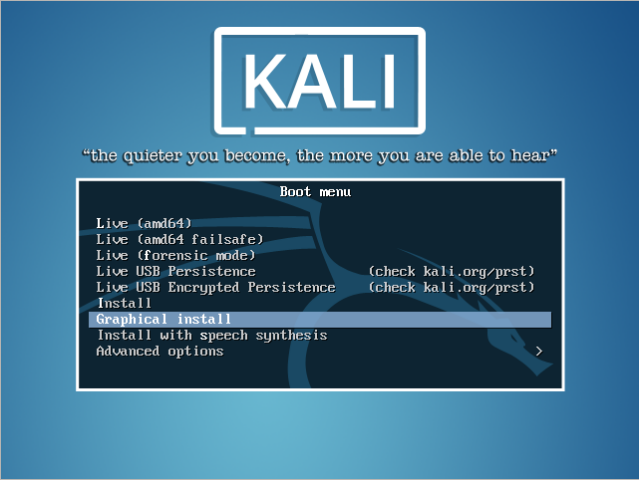 KALI
“the quieter you become, the more you are able to hear”
Boot menu
Live (amd64)
Live (amd64 failsafe)
Live (forensic mode)
Live USB Persistence (check kali.org/prst)
Live USB Encrypted Persistence (check kali.org/prst)
Install
Graphical install
Install with speech synthesis
Advanced options >